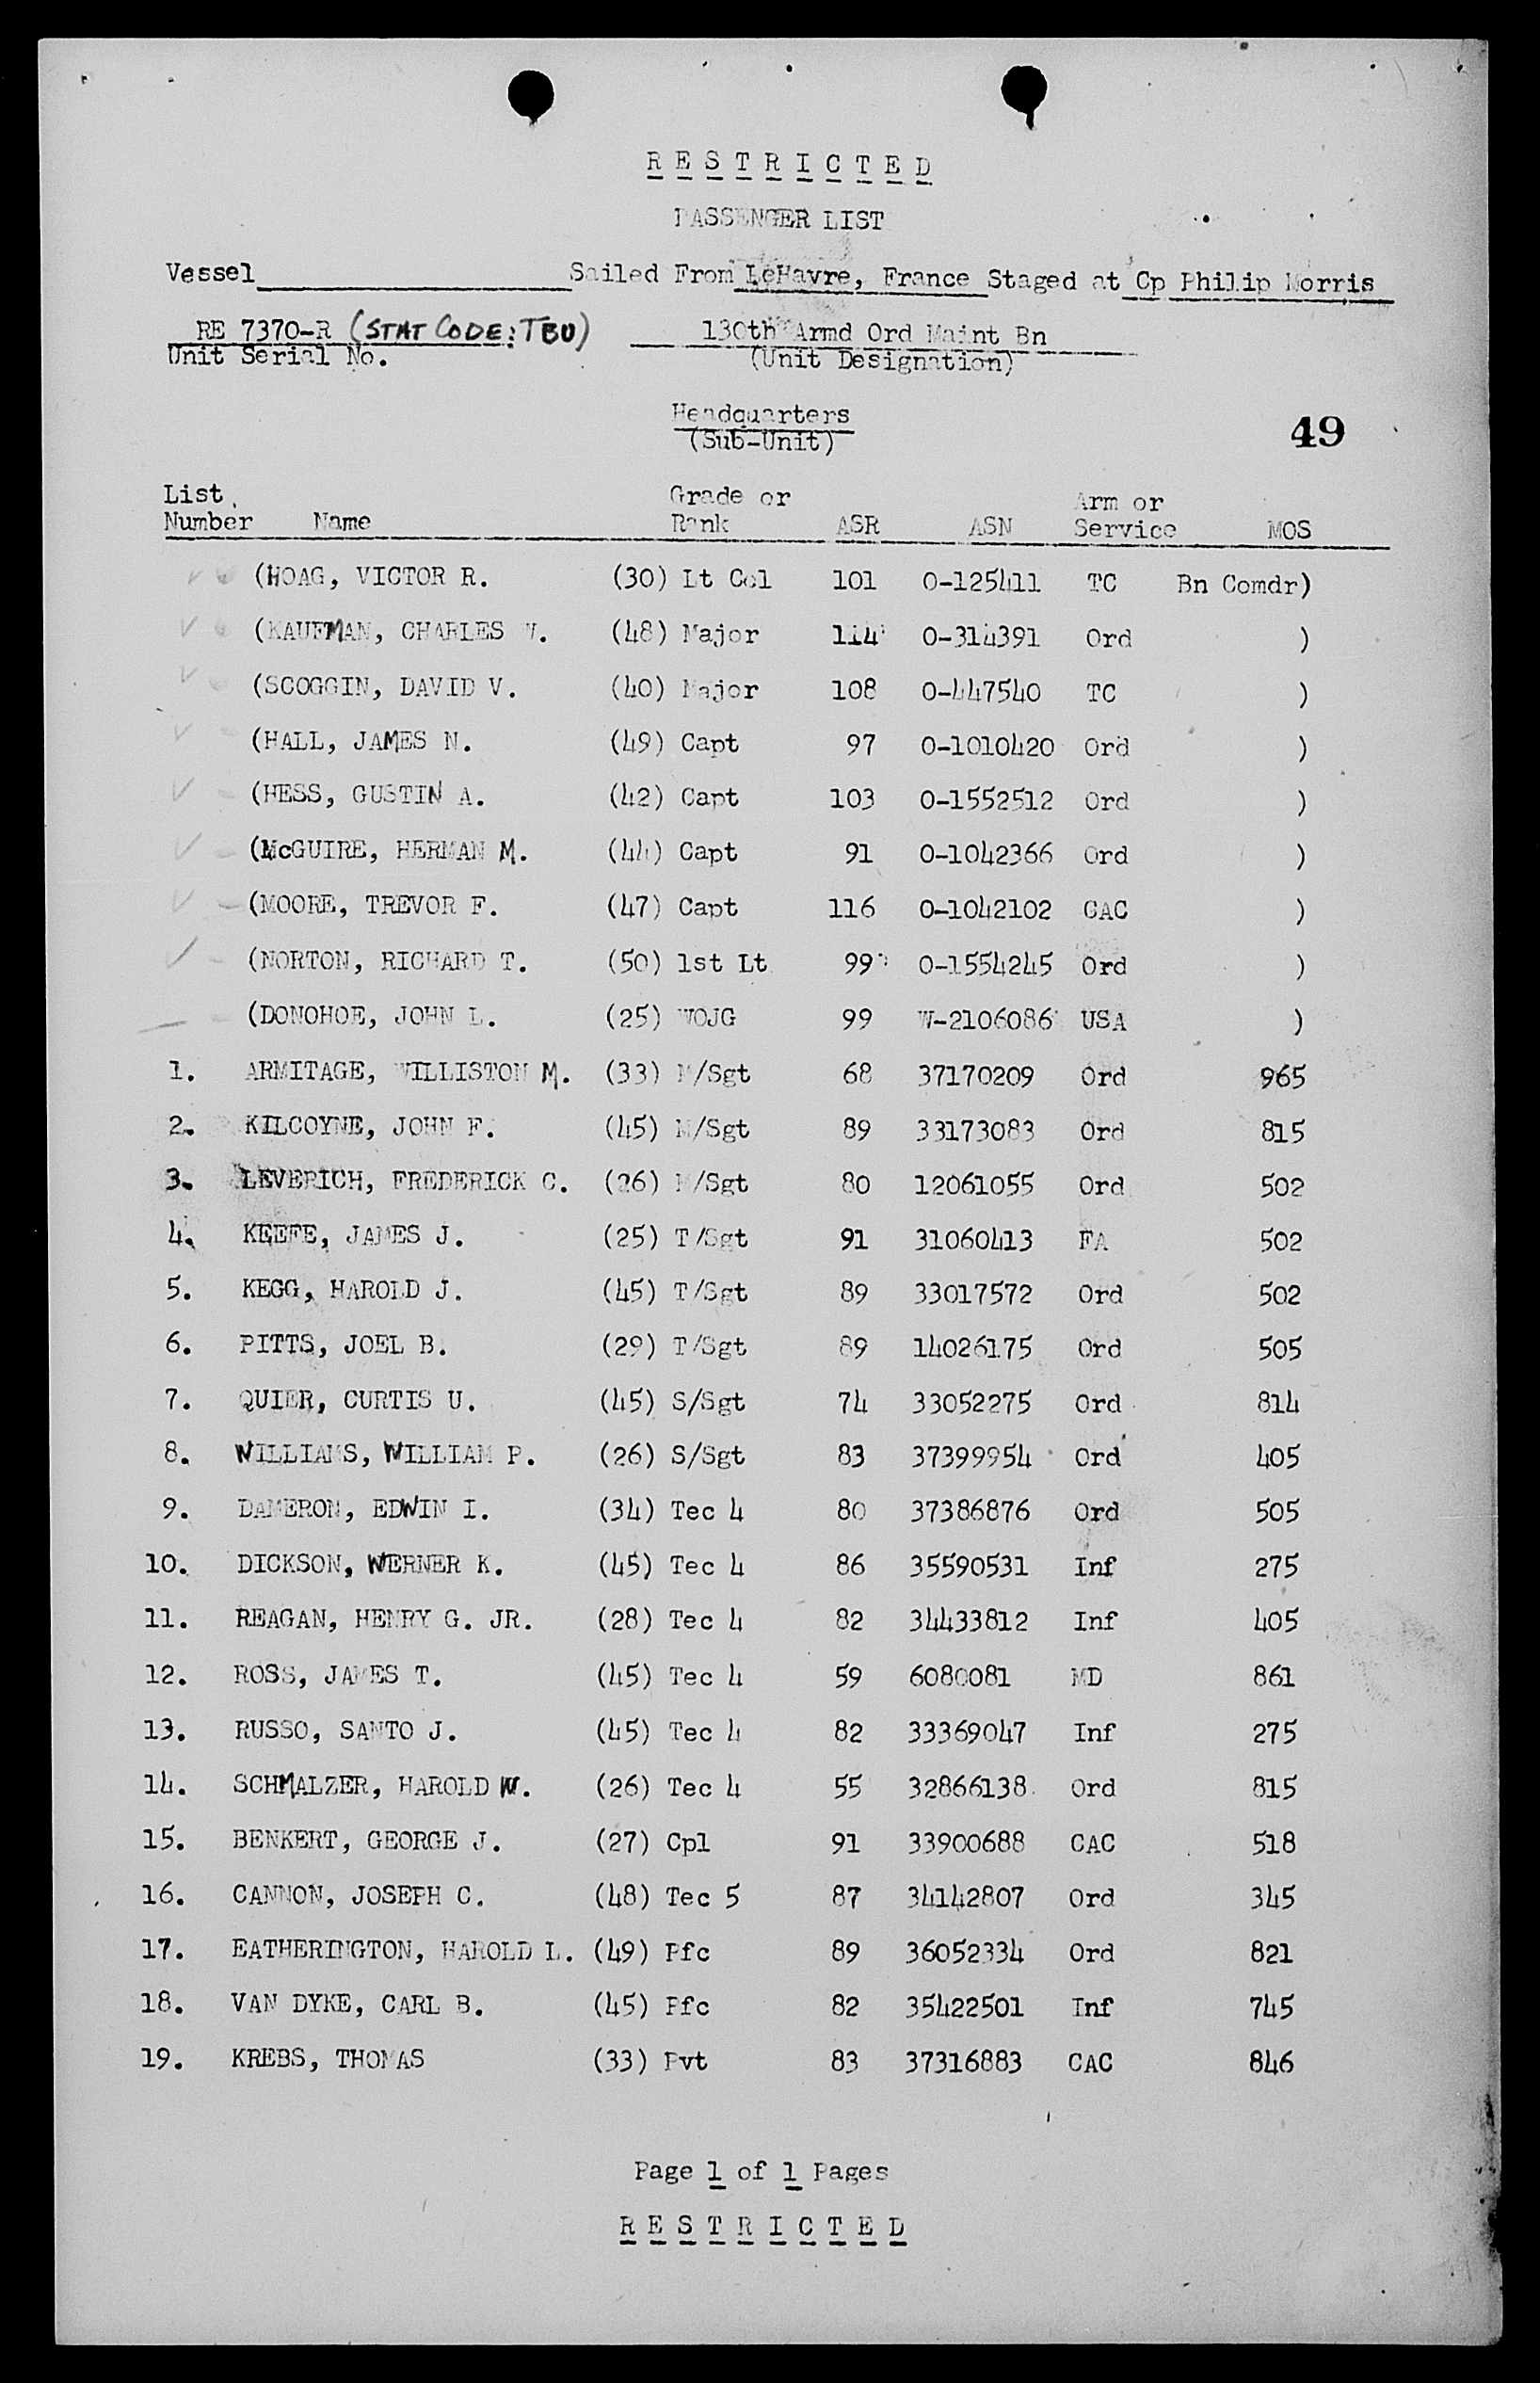 RESTRICTED
PASSENGER LIST
Vessel Sailed From LeHavre, France Staged at Cp Philip Morris
RE 7370-R (STAT CODE: TBU) 130th Armd Ord Maint Bn
Unit Serial No. (Unit Designation)
Headquarters
(Sub-Unit)
49
List Number Name Grade or Rank ASR ASN Arm or Service MOS
(HOAG, VICTOR R. (30) Lt Col 101 O-125411 TC Bn Comdr)
(KAUFMAN, CHARLES W. (48) Major 114 O-314391 Ord )
(SCOGGIN, DAVID V. (40) Major 108 O-447540 TC )
(HALL, JAMES N. (49) Capt 97 O-1010420 Ord )
(HESS, GUSTIN A. (42) Capt 103 O-1552512 Ord )
(McGUIRE, HERMAN M. (44) Capt 91 O-1042366 Ord )
(MOORE, TREVOR F. (47) Capt 116 O-1042102 CAC )
(NORTON, RICHARD T. (50) 1st Lt 99 O-1554245 Ord )
(DONOHOE, JOHN L. (25) WOJG 99 W-2106086 USA )
1. ARMITAGE, WILLISTON M. (33) M/Sgt 68 37170209 Ord 965
2. KILCOYNE, JOHN F. (45) M/Sgt 89 33173083 Ord 815
3. LEVERICH, FREDERICK C. (26) M/Sgt 80 12061055 Ord 502
4. KEEFE, JAMES J. (25) T/Sgt 91 31060413 FA 502
5. KEGG, HAROLD J. (45) T/Sgt 89 33017572 Ord 502
6. PITTS, JOEL B. (29) T/Sgt 89 14026175 Ord 505
7. QUIER, CURTIS U. (45) S/Sgt 74 33052275 Ord 814
8. WILLIAMS, WILLIAM P. (26) S/Sgt 83 37399954 Ord 405
9. DAMERON, EDWIN I. (34) Tec 4 80 37386876 Ord 505
10. DICKSON, WERNER K. (45) Tec 4 86 35590531 Inf 275
11. REAGAN, HENRY G. JR. (28) Tec 4 82 34433812 Inf 405
12. ROSS, JAMES T. (45) Tec 4 59 6080081 MD 861
13. RUSSO, SANTO J. (45) Tec 4 82 33369047 Inf 275
14. SCHMALZER, HAROLD W. (26) Tec 4 55 32866138 Ord 815
15. BENKERT, GEORGE J. (27) Cpl 91 33900688 CAC 518
16. CANNON, JOSEPH C. (48) Tec 5 87 34142807 Ord 345
17. EATHERINGTON, HAROLD L. (49) Pfc 89 36052334 Ord 821
18. VAN DYKE, CARL B. (45) Pfc 82 35422501 Inf 745
19. KREBS, THOMAS (33) Pvt 83 37316883 CAC 846
Page 1 of 1 Pages
RESTRICTED